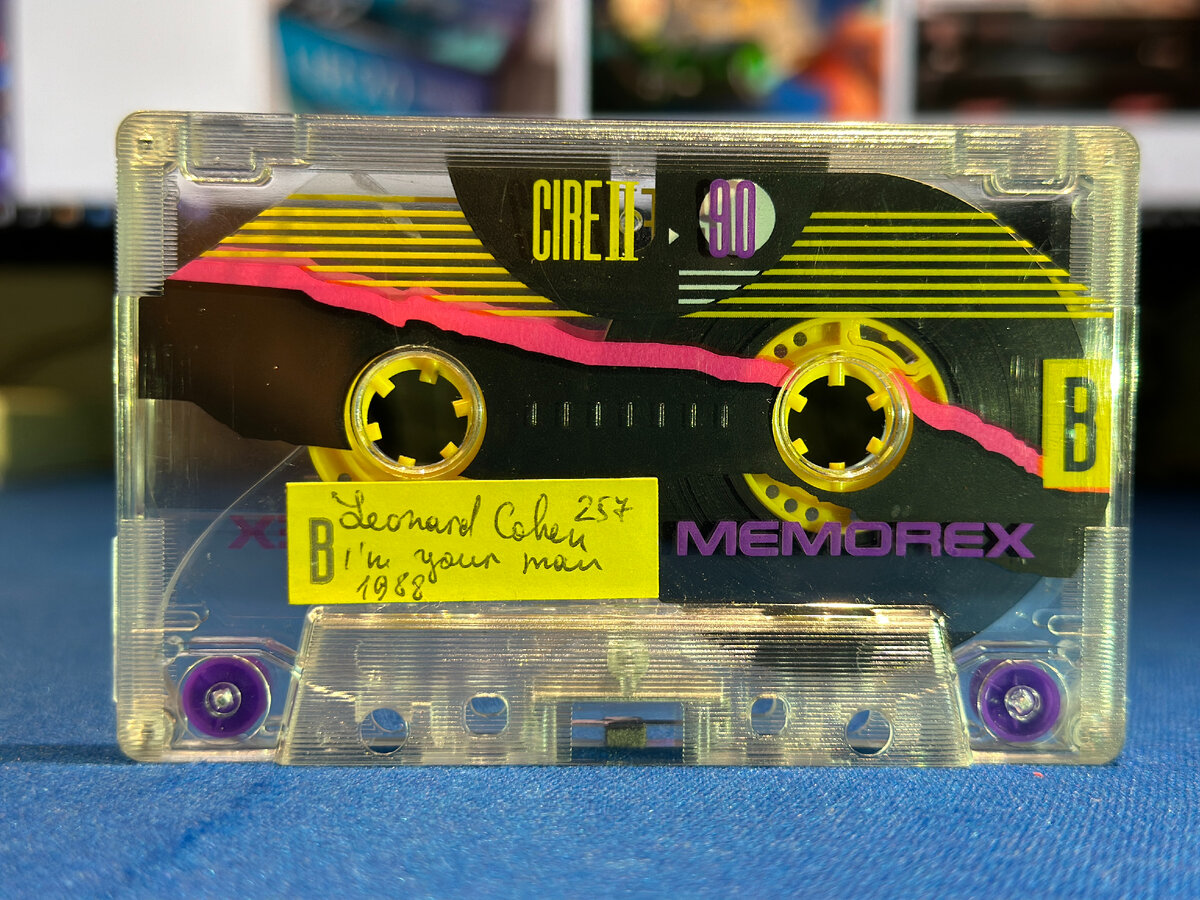 CIRE II 90
B
Leonard Cohen 257
B I'm your man
1988
MEMOREX